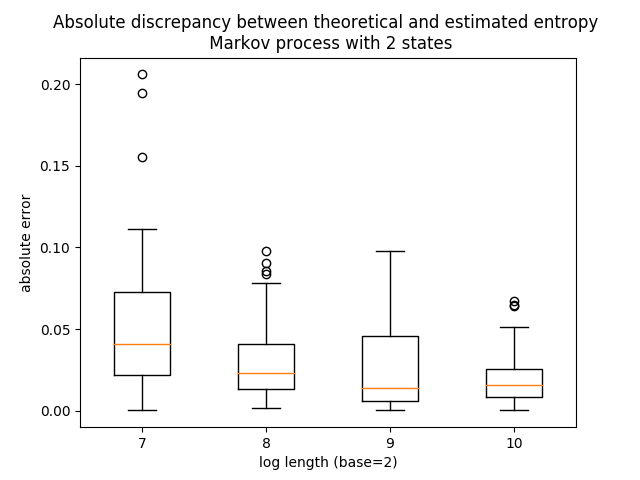 Absolute discrepancy between theoretical and estimated entropy
Markov process with 2 states
0.20
0.15
0.10
0.05
0.00
absolute error
7 8 9 10
log length (base=2)